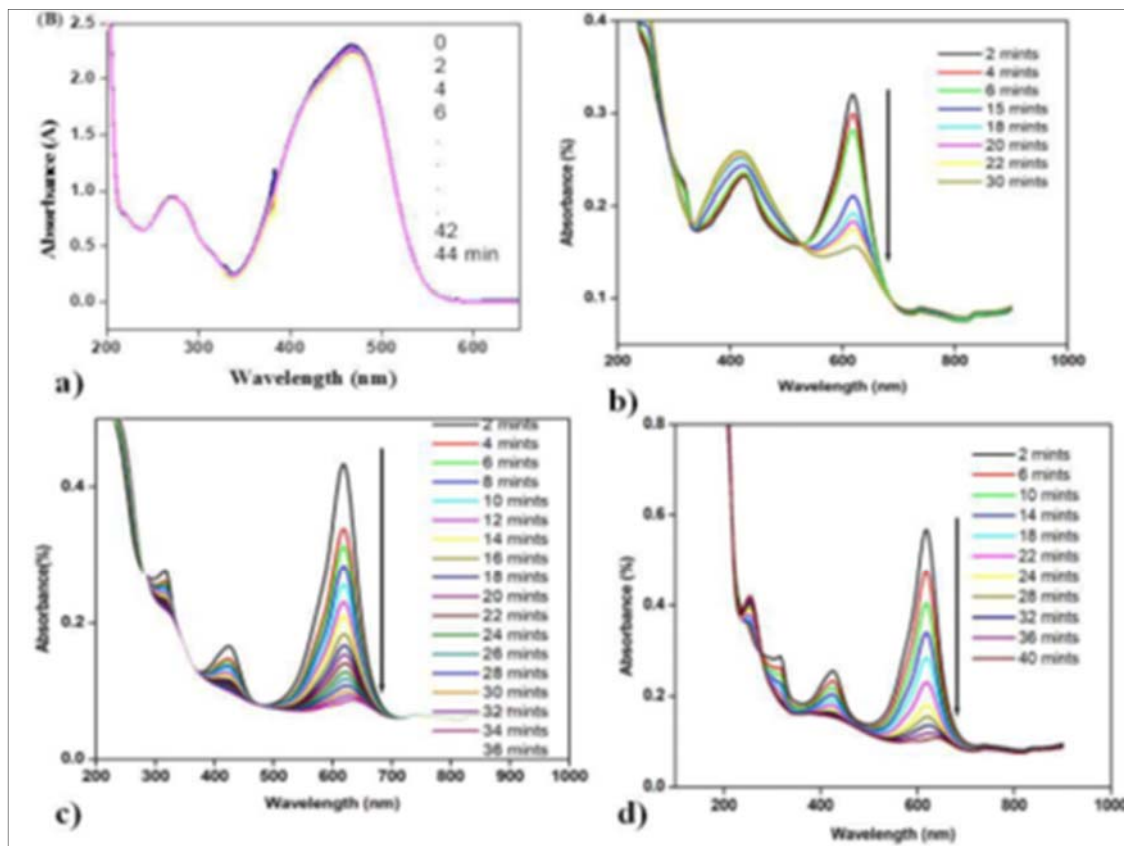 (B)
2.5
2.0
1.5
1.0
0.5
0.0
Absorbance (A)
0
2
4
6
.
.
.
.
.
42
44 min
200
300
400
500
600
Wavelength (nm)
a)
0.4
0.3
0.2
0.1
Absorbance (%)
2 mints
4 mints
6 mints
15 mints
18 mints
20 mints
22 mints
30 mints
200
400
600
800
1000
Wavelength (nm)
b)
0.4
0.2
0.0
Absorbance(%)
2 mints
4 mints
6 mints
8 mints
10 mints
12 mints
14 mints
16 mints
18 mints
20 mints
22 mints
24 mints
26 mints
28 mints
30 mints
32 mints
34 mints
36 mints
200
300
400
500
600
700
800
900
1000
Wavelength (nm)
c)
0.8
0.6
0.4
0.2
0.0
Absorbance (%)
2 mints
6 mints
10 mints
14 mints
18 mints
22 mints
24 mints
28 mints
32 mints
36 mints
40 mints
200
400
600
800
1000
Wavelength (nm)
d)